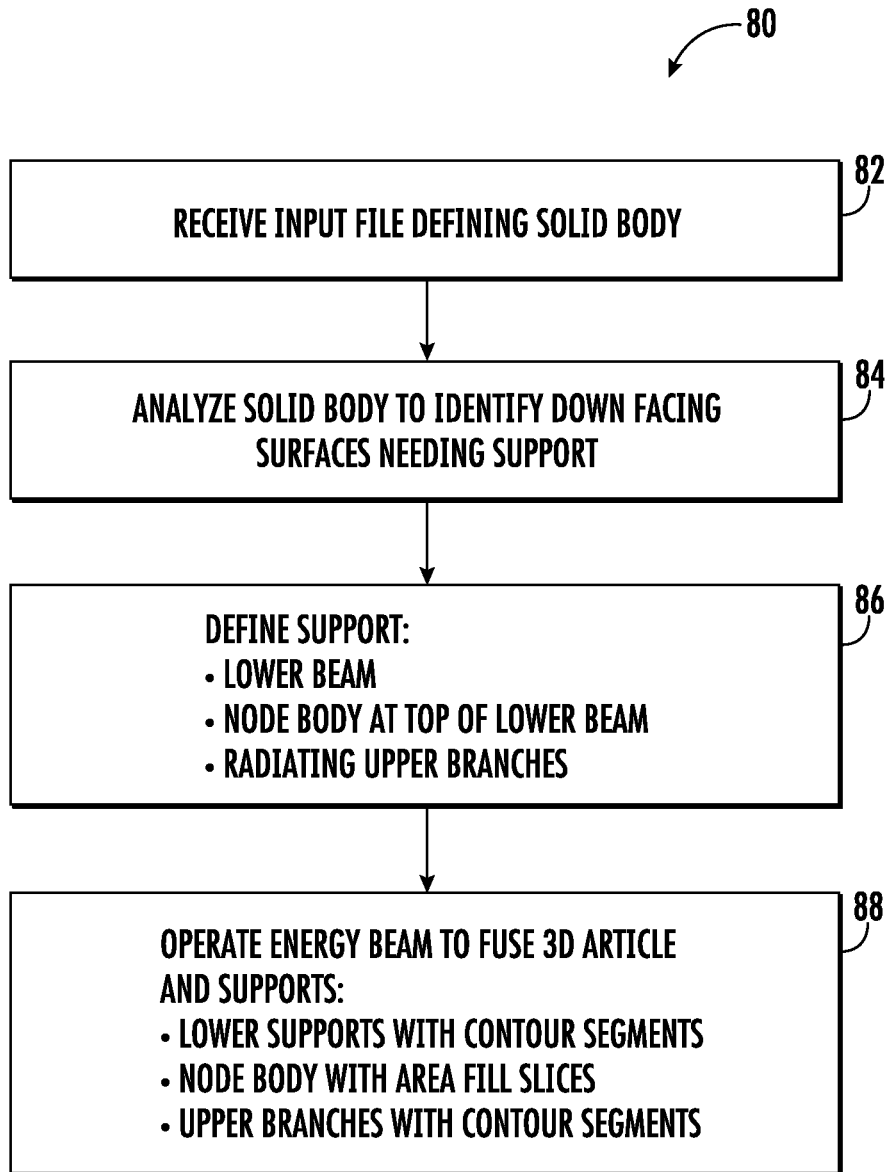 80
82
RECEIVE INPUT FILE DEFINING SOLID BODY
84
ANALYZE SOLID BODY TO IDENTIFY DOWN FACING
SURFACES NEEDING SUPPORT
86
DEFINE SUPPORT:
• LOWER BEAM
• NODE BODY AT TOP OF LOWER BEAM
• RADIATING UPPER BRANCHES
88
OPERATE ENERGY BEAM TO FUSE 3D ARTICLE
AND SUPPORTS:
• LOWER SUPPORTS WITH CONTOUR SEGMENTS
• NODE BODY WITH AREA FILL SLICES
• UPPER BRANCHES WITH CONTOUR SEGMENTS